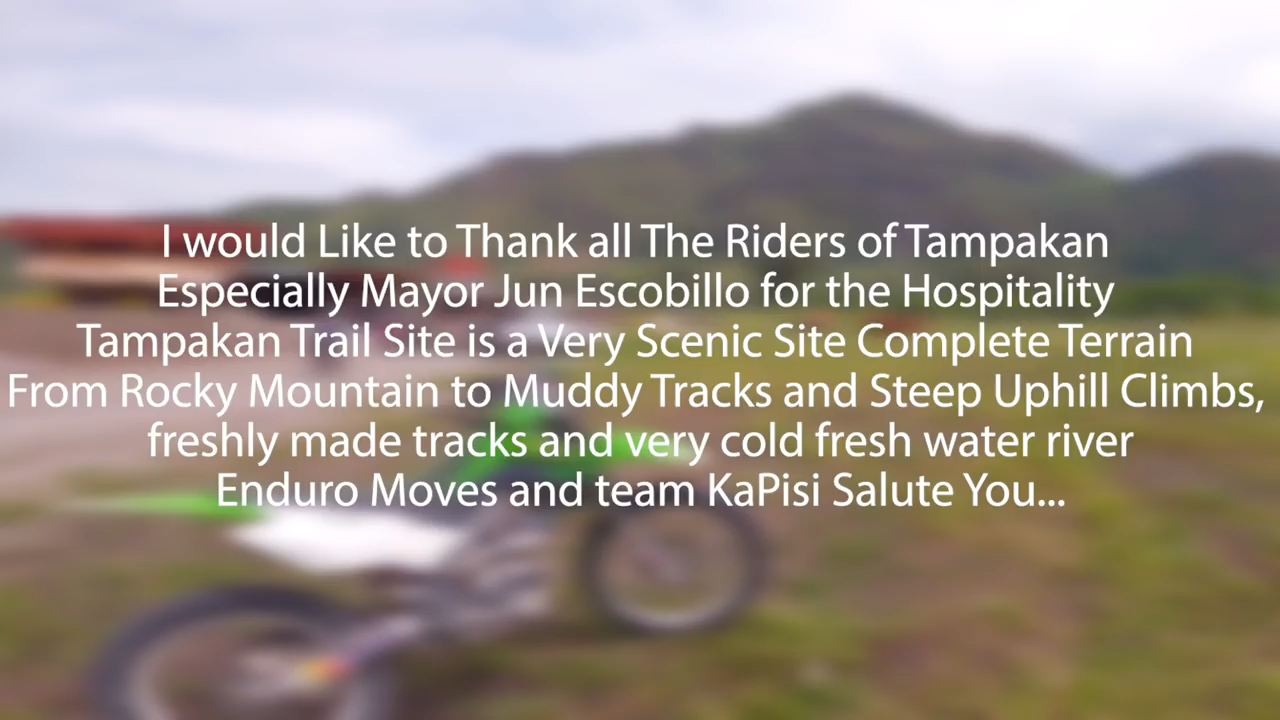 I would Like to Thank all The Riders of Tampakan
Especially Mayor Jun Escobillo for the Hospitality
Tampakan Trail Site is a Very Scenic Site Complete Terrain
From Rocky Mountain to Muddy Tracks and Steep Uphill Climbs,
freshly made tracks and very cold fresh water river
Enduro Moves and team KaPisi Salute You...